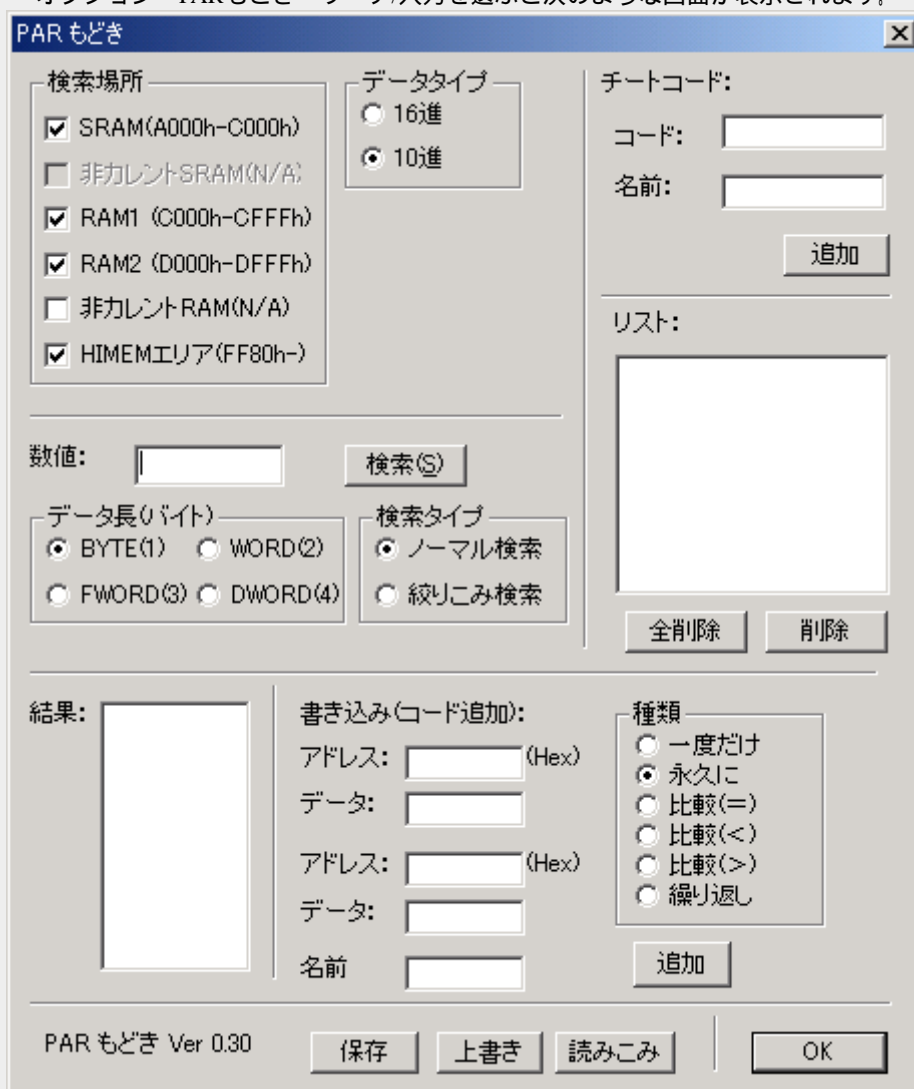 PARもどき
検索場所
SRAM(A000h-C000h)
非カレントSRAM(N/A)
RAM1 (C000h-CFFFh)
RAM2 (D000h-DFFFh)
非カレントRAM(N/A)
HIMEMエリア(FF80h-)
データタイプ
16進
10進
チートコード:
コード:
名前:
追加
リスト:
全削除 削除
数値:
検索(S)
データ長(バイト)
BYTE(1) WORD(2)
FWORD(3) DWORD(4)
検索タイプ
ノーマル検索
絞りこみ検索
結果:
書き込み(コード追加):
アドレス: (Hex)
データ:
アドレス: (Hex)
データ:
名前
種類
一度だけ
永久に
比較(=)
比較(<)
比較(>)
繰り返し
追加
PARもどき Ver 0.30
保存 上書き 読みこみ OK